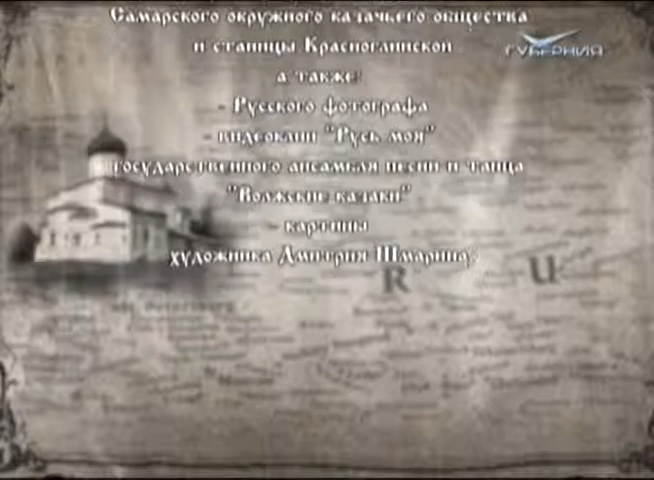 Самарского окружного казачьего общества
ГУБЕРНИЯ
и станицы Красноглинской
а также:
- Русского фотографа
- видеоклип "Русь моя"
государственного ансамбля песни и танца
"Волжские казаки"
- картины
художника Дмитрия Шмарина.
R U